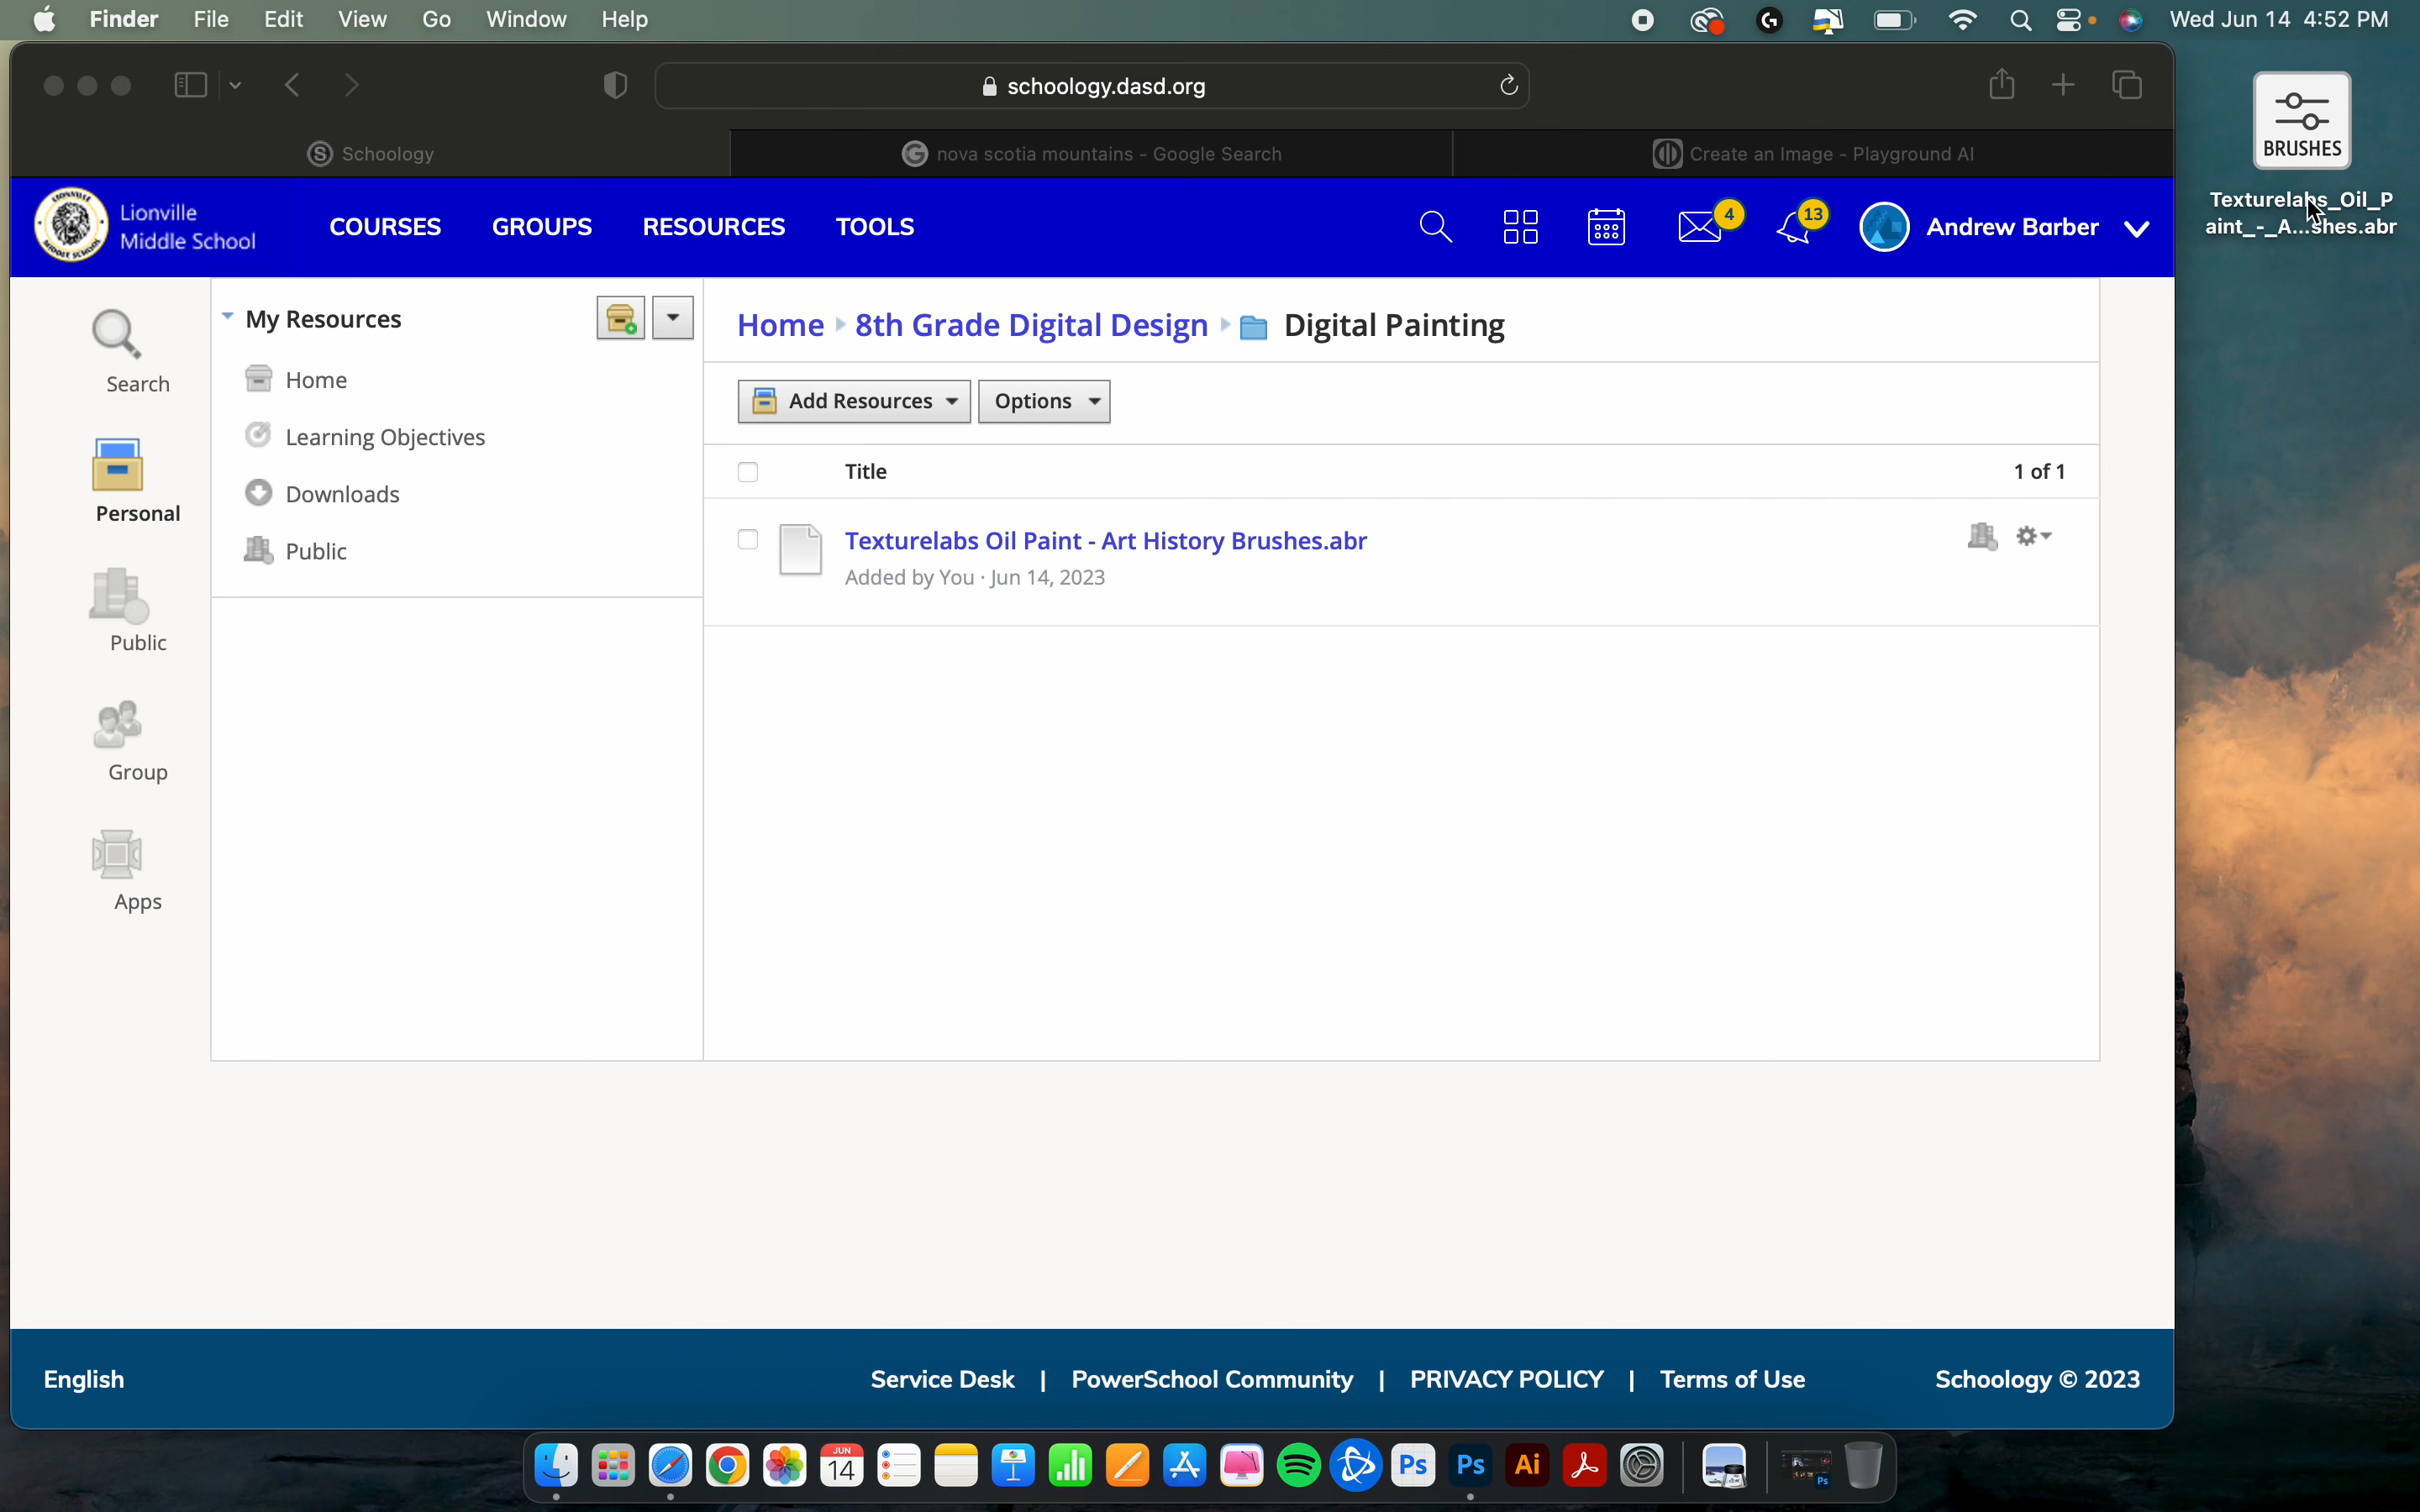 Finder File Edit View Go Window Help Wed Jun 14 4:52 PM
schoology.dasd.org
Schoology
nova scotia mountains - Google Search
Create an Image - Playground AI
BRUSHES
Texturelabs_Oil_P
aint_-_A...shes.abr
Lionville
Middle School
COURSES GROUPS RESOURCES TOOLS
4
13
Andrew Barber
Search
Personal
Public
Group
Apps
My Resources
Home
Learning Objectives
Downloads
Public
Home 8th Grade Digital Design Digital Painting
Add Resources Options
Title 1 of 1
Texturelabs Oil Paint - Art History Brushes.abr
Added by You · Jun 14, 2023
English
Service Desk | PowerSchool Community | PRIVACY POLICY | Terms of Use
Schoology © 2023
JUN
14
Ps
Ps
Ai
Ps